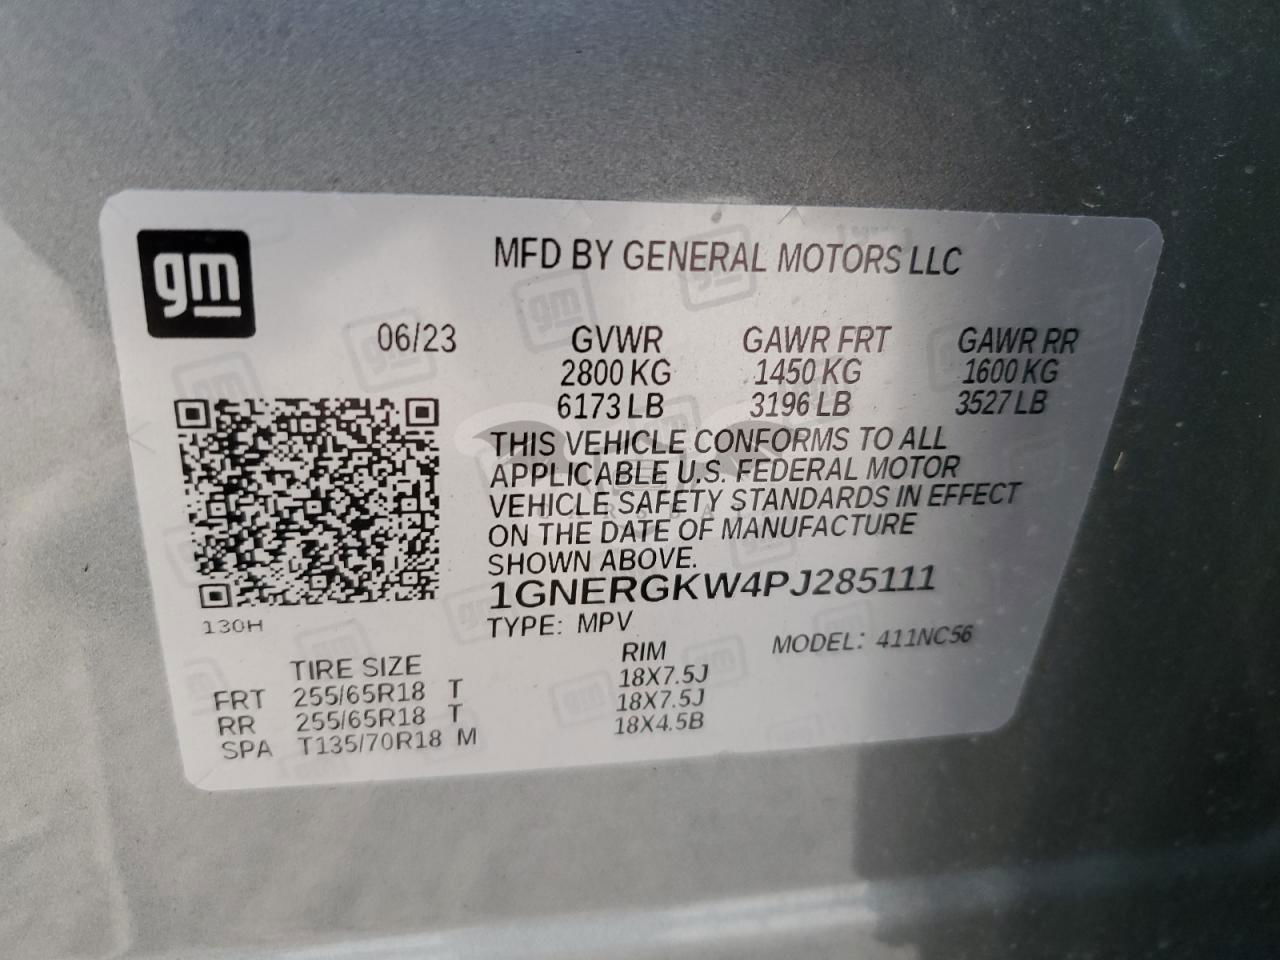 gm
MFD BY GENERAL MOTORS LLC
06/23 GVWR GAWR FRT GAWR RR
2800 KG 1450 KG 1600 KG
6173 LB 3196 LB 3527 LB
THIS VEHICLE CONFORMS TO ALL
APPLICABLE U.S. FEDERAL MOTOR
VEHICLE SAFETY STANDARDS IN EFFECT
ON THE DATE OF MANUFACTURE
SHOWN ABOVE.
1GNERGKW4PJ285111
130H
TYPE: MPV MODEL: 411NC56
TIRE SIZE RIM
FRT 255/65R18 T 18X7.5J
RR 255/65R18 T 18X7.5J
SPA T135/70R18 M 18X4.5B